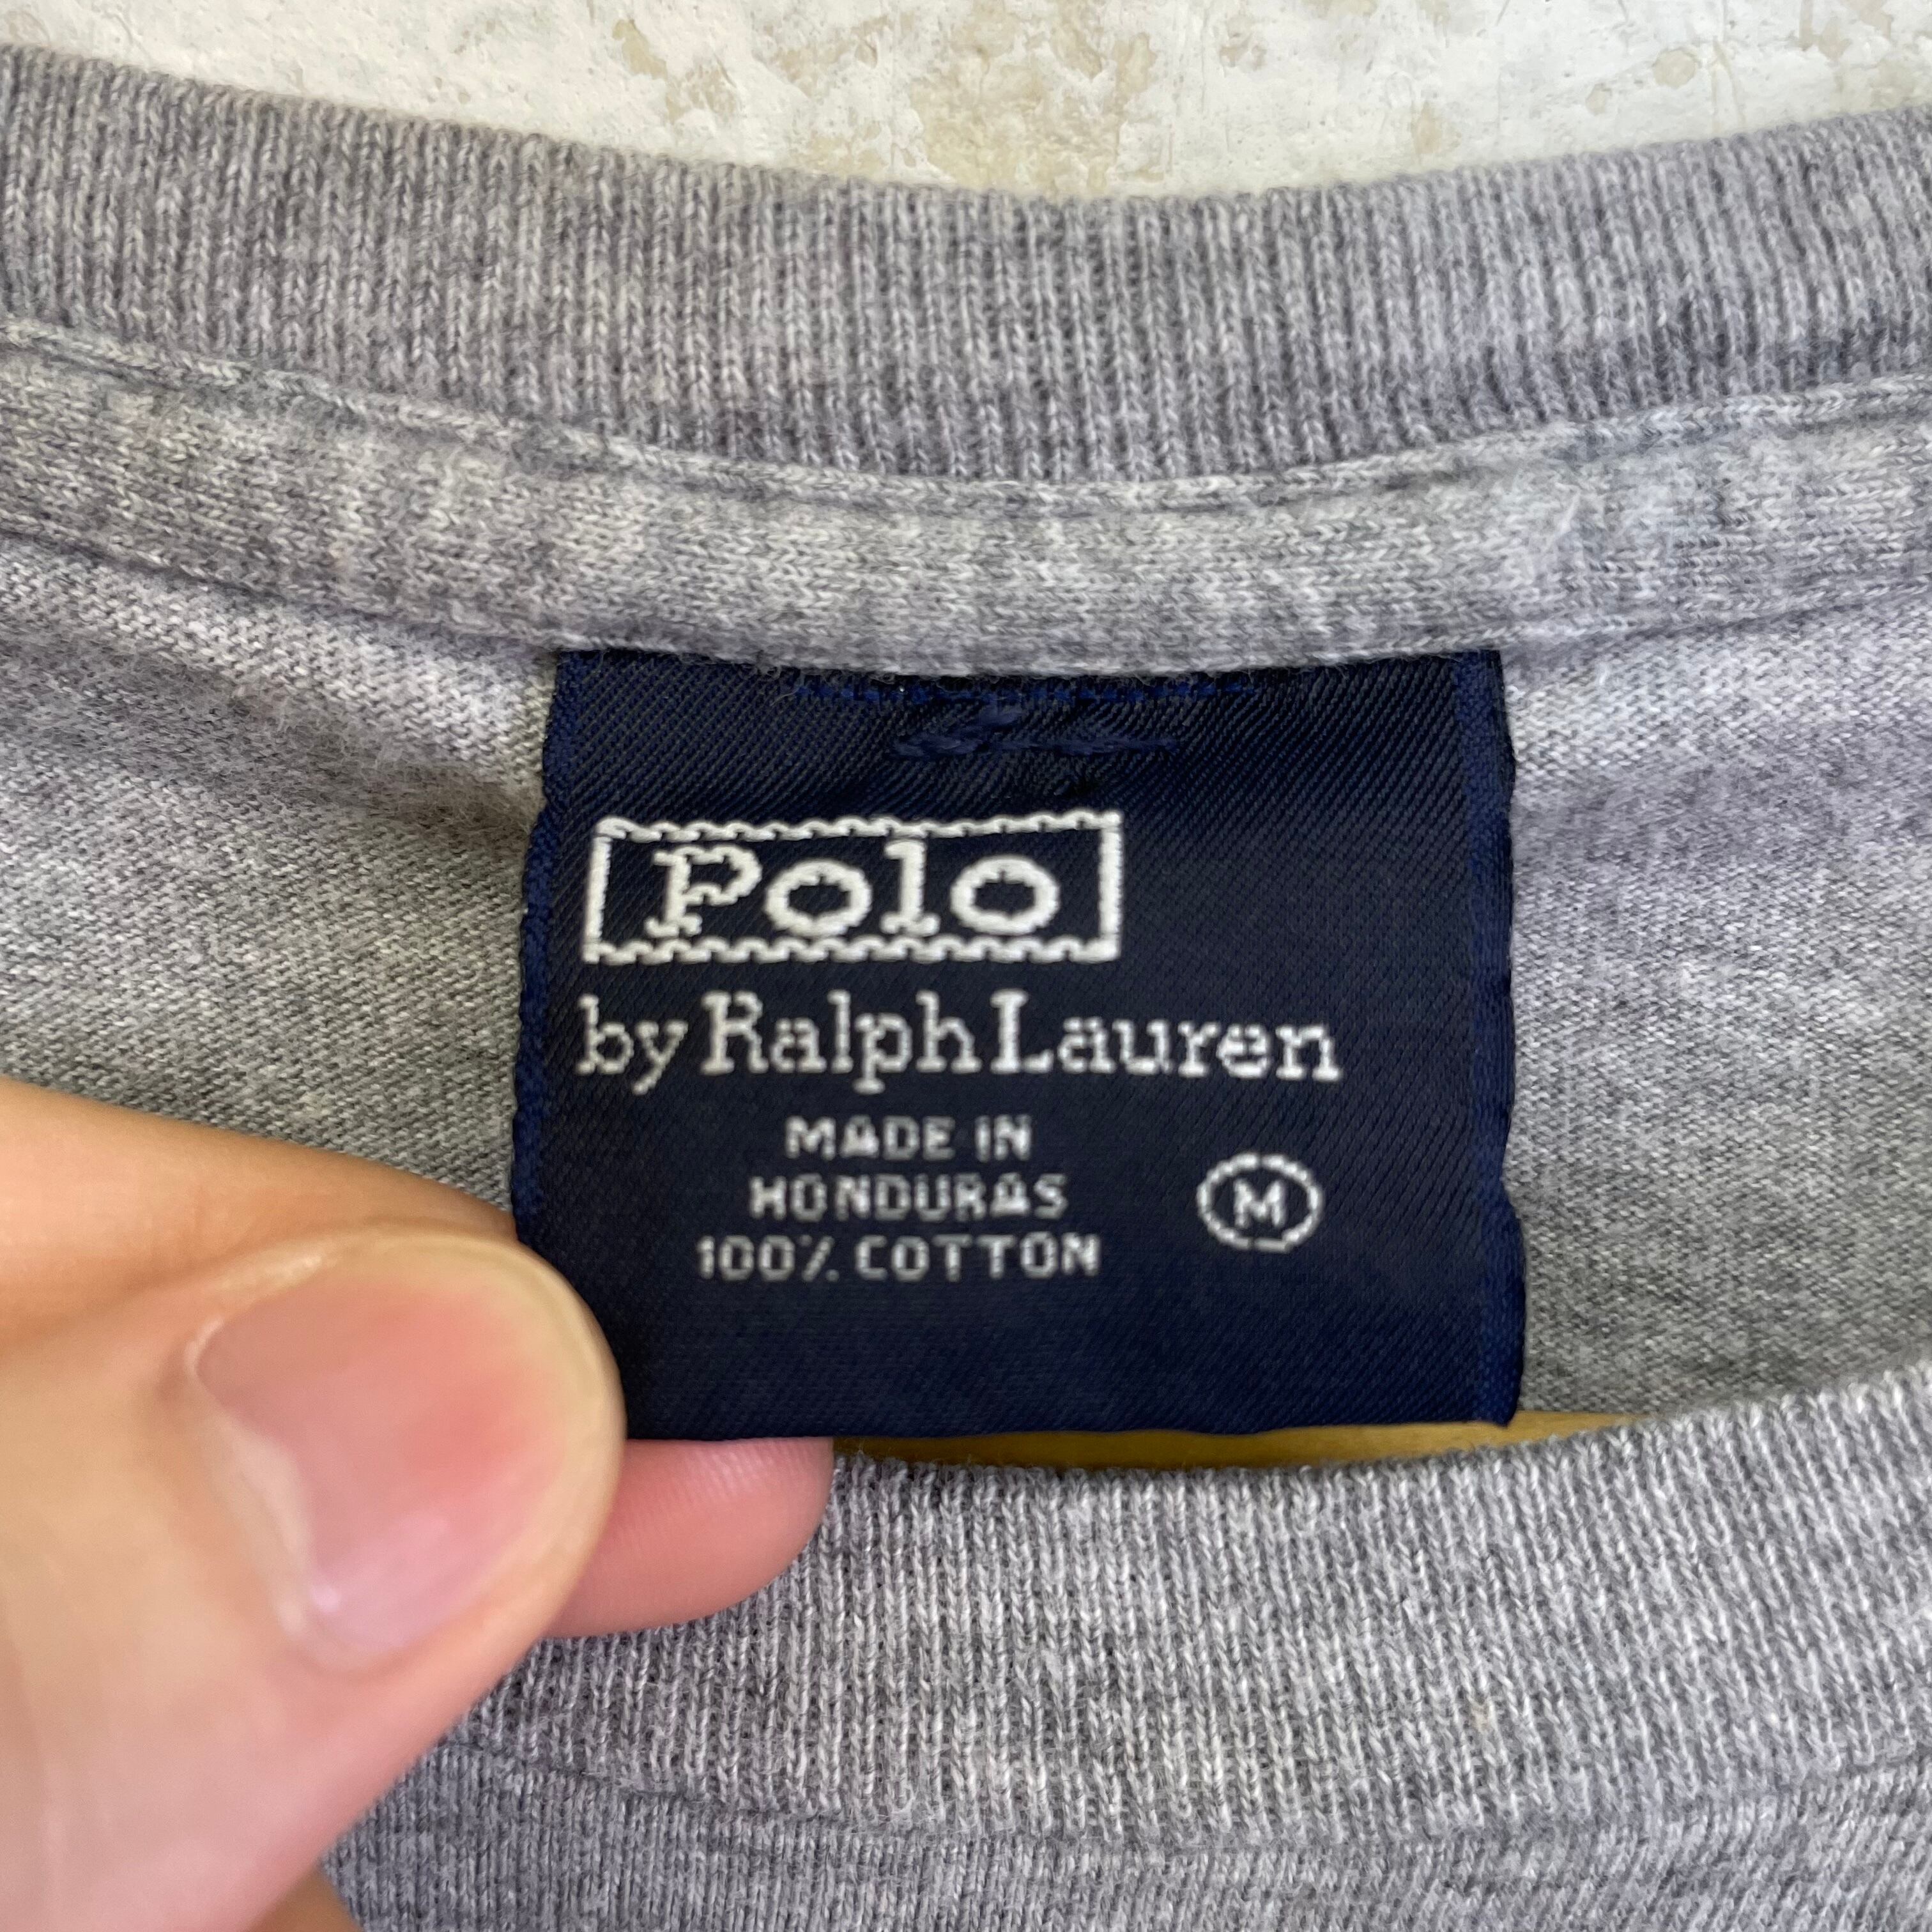 Polo
by Ralph Lauren
MADE IN
HONDURAS
100% COTTON
M